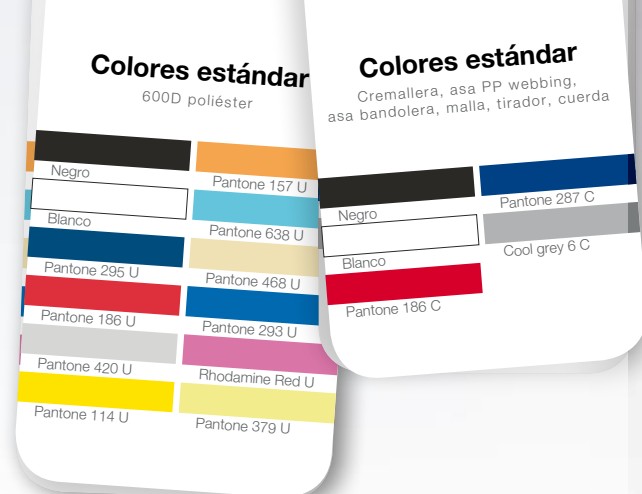 Colores estándar
600D poliéster
Negro
Pantone 157 U
Blanco
Pantone 638 U
Pantone 295 U
Pantone 468 U
Pantone 186 U
Pantone 293 U
Pantone 420 U
Rhodamine Red U
Pantone 114 U
Pantone 379 U
Colores estándar
Cremallera, asa PP webbing,
asa bandolera, malla, tirador, cuerda
Negro
Pantone 287 C
Blanco
Cool grey 6 C
Pantone 186 C